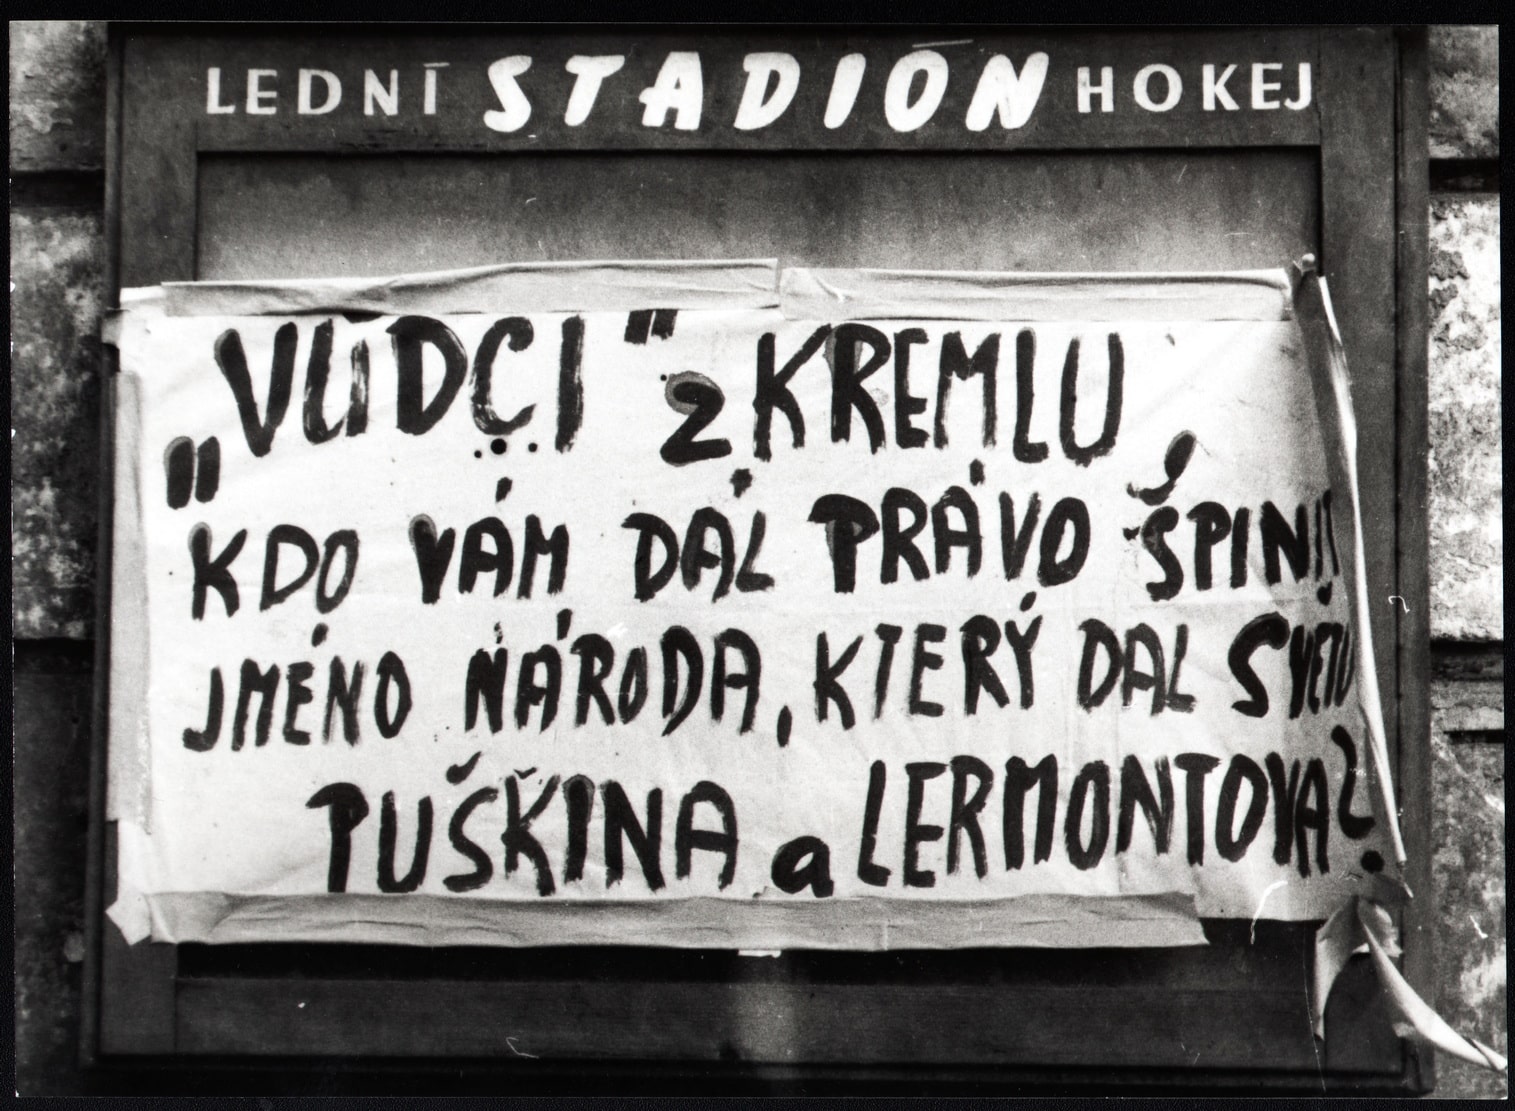 LEDNÍ STADIÓN HOKEJ
„VŮDCI" z KREMLU,
KDO VÁM DAL PRÁVO ŠPINIT
JMÉNO NÁRODA, KTERÝ DAL SVĚTU
PUŠKINA a LERMONTOVA?